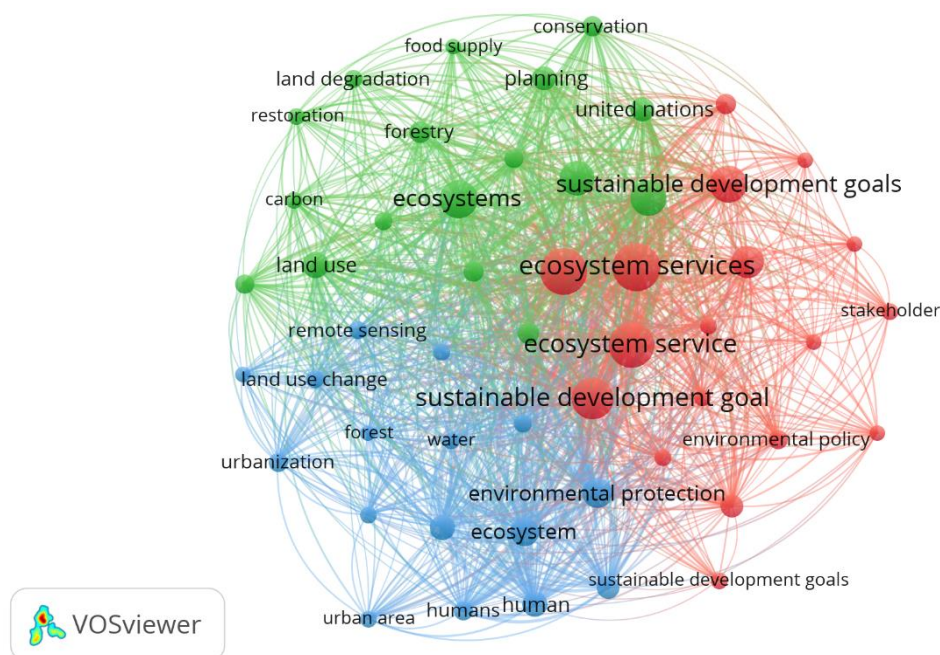 conservation
food supply
land degradation
planning
restoration
united nations
forestry
sustainable development goals
ecosystems
carbon
ecosystem services
land use
stakeholder
remote sensing
ecosystem service
land use change
sustainable development goal
forest
water
environmental policy
urbanization
environmental protection
ecosystem
sustainable development goals
urban area
humans
human
VOSviewer